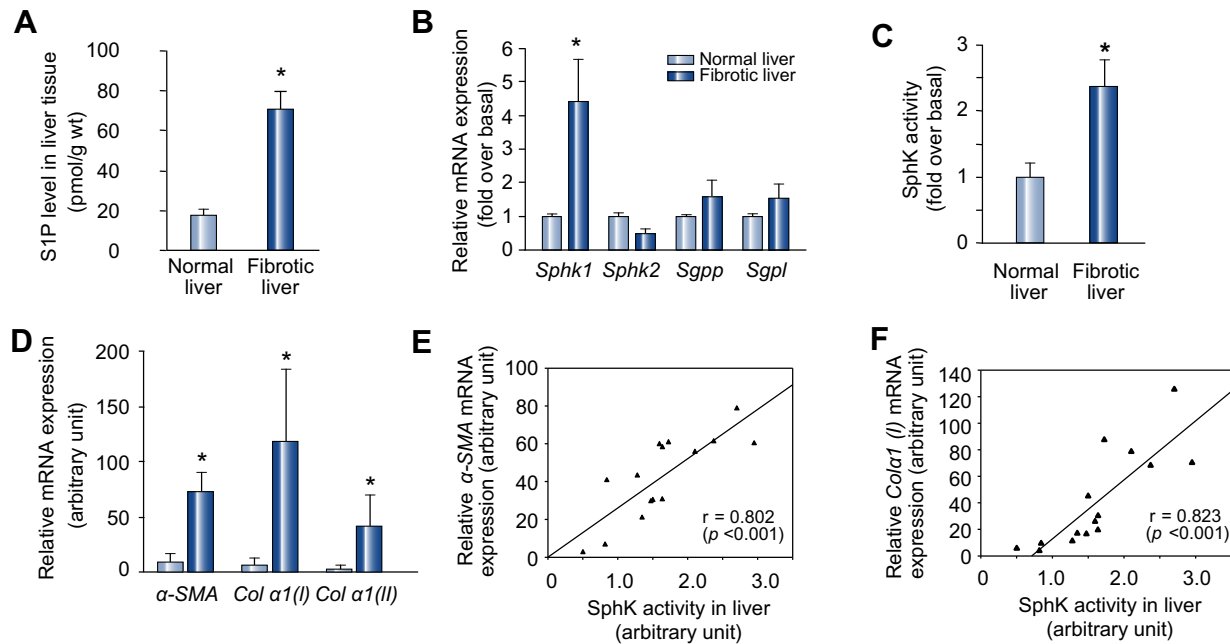 A
S1P level in liver tissue
(pmol/g wt)
100
80
60
40
20
0
*
Normal
liver
Fibrotic
liver
B
Relative mRNA expression
(fold over basal)
6
5
4
3
2
1
0
*
Normal liver
Fibrotic liver
Sphk1
Sphk2
Sgpp
Sgpl
C
SphK activity
(fold over basal)
3
2
1
0
*
Normal
liver
Fibrotic
liver
D
Relative mRNA expression
(arbitrary unit)
200
150
100
50
0
*
*
*
α-SMA
Col α1(I)
Col α1(II)
E
Relative α-SMA mRNA
expression (arbitrary unit)
100
80
60
40
20
0
r = 0.802
(p <0.001)
0
1.0
2.0
3.0
SphK activity in liver
(arbitrary unit)
F
Relative Colα1 (I) mRNA
expression (arbitrary unit)
140
120
100
80
60
40
20
0
r = 0.823
(p <0.001)
0
1.0
2.0
3.0
SphK activity in liver
(arbitrary unit)